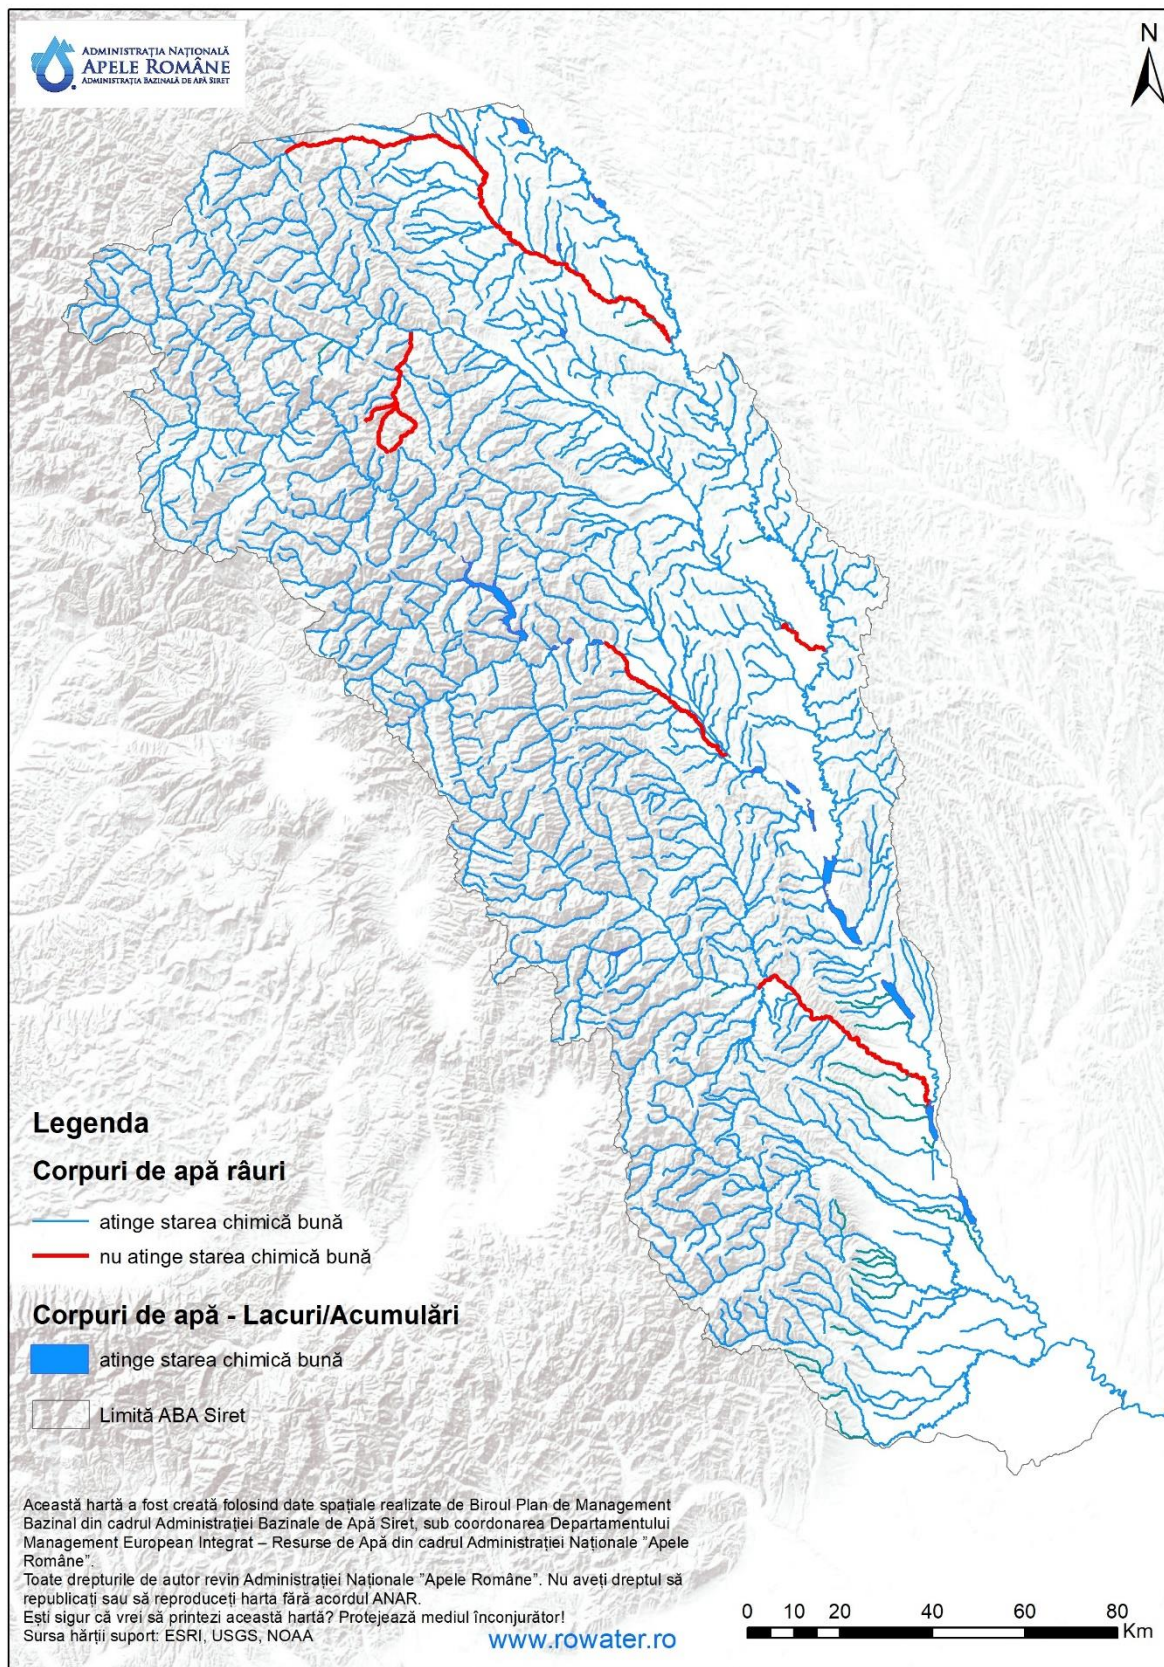 ADMINISTRAȚIA NAȚIONALĂ
APELE ROMÂNE
ADMINISTRAȚIA BAZINALĂ DE APĂ SIRET
N
Legenda
Corpuri de apă râuri
atinge starea chimică bună
nu atinge starea chimică bună
Corpuri de apă - Lacuri/Acumulări
atinge starea chimică bună
Limită ABA Siret
Această hartă a fost creată folosind date spațiale realizate de Biroul Plan de Management
Bazinal din cadrul Administrației Bazinale de Apă Siret, sub coordonarea Departamentului
Management European Integrat – Resurse de Apă din cadrul Administrației Naționale "Apele
Române".
Toate drepturile de autor revin Administrației Naționale "Apele Române". Nu aveți dreptul să
republicați sau să reproduceți harta fără acordul ANAR.
Ești sigur că vrei să printezi această hartă? Protejează mediul înconjurător!
Sursa hărții suport: ESRI, USGS, NOAA
www.rowater.ro
0 10 20 40 60 80
Km